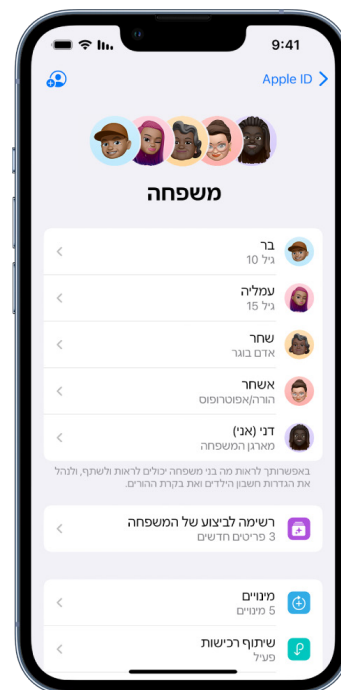 9:41
Apple ID
משפחה
בר
גיל 10
עמליה
גיל 15
שחר
אדם בוגר
אשחר
הורה/אפוטרופוס
דני (אני)
מארגן המשפחה
באפשרותך לראות מה בני משפחה יכולים לראות ולשתף, ולנהל
את הגדרות חשבון הילדים ואת בקרת ההורים.
רשימה לביצוע של המשפחה
3 פריטים חדשים
מינויים
5 מינויים
שיתוף רכישות
פעיל